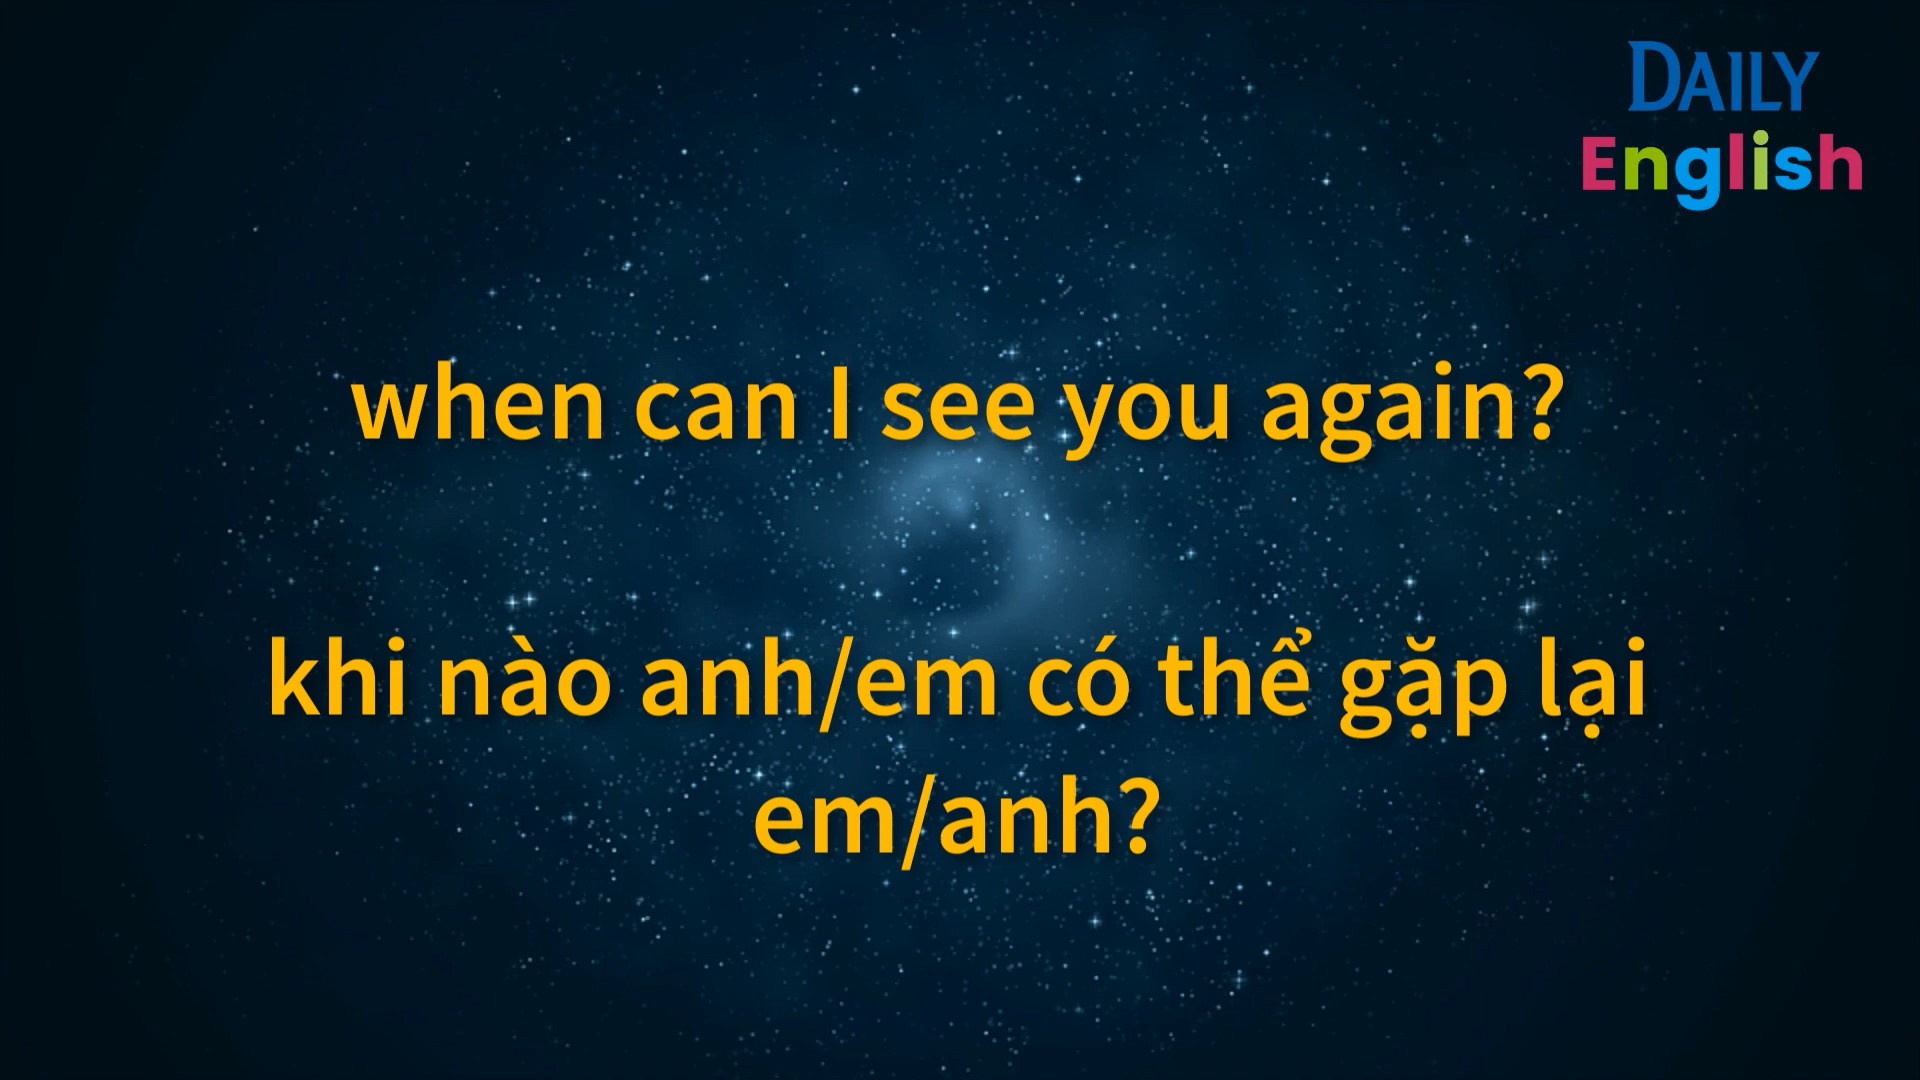 DAILY
English
when can I see you again?
khi nào anh/em có thể gặp lại
em/anh?